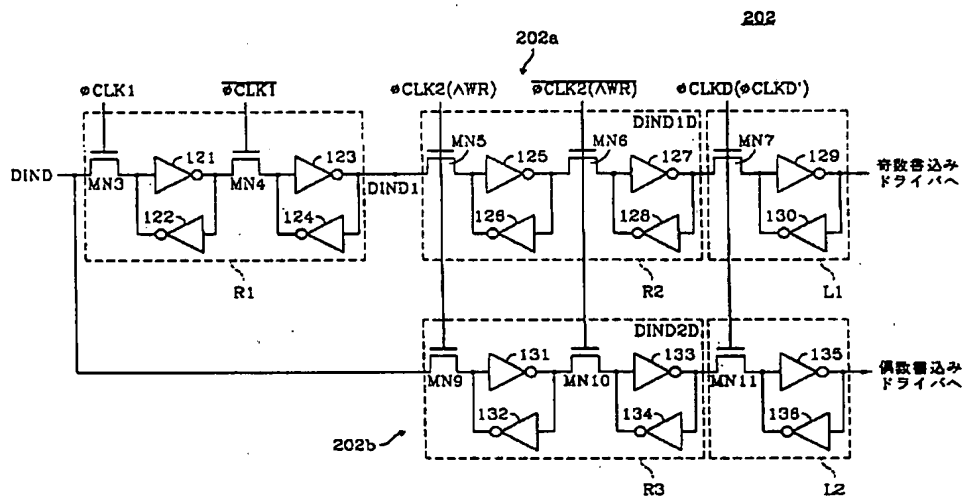 202
202a
φCLK1
φCLK1
φCLK2(∧WR)
φCLK2(∧WR)
φCLKD(φCLKD')
DIND1D
MN5
MN6
MN7
121
123
125
127
129
DIND
MN3
MN4
DIND1
奇数書込み
ドライバへ
122
124
126
128
130
R1
R2
L1
DIND2D
131
133
135
MN9
MN10
MN11
偶数書込み
ドライバへ
132
134
136
202b
R3
L2